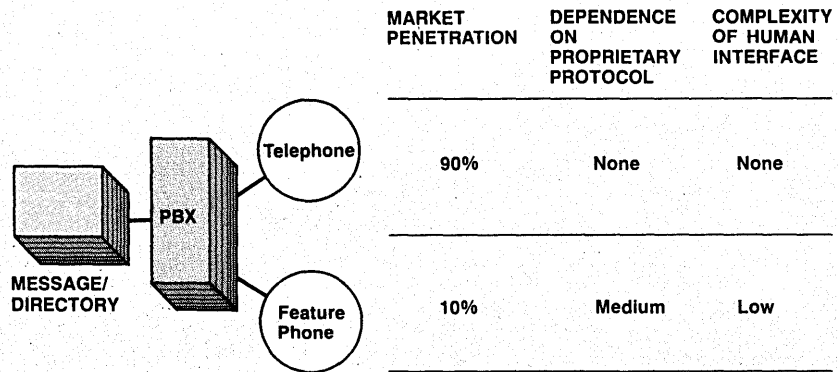 MARKET PENETRATION
DEPENDENCE ON PROPRIETARY PROTOCOL
COMPLEXITY OF HUMAN INTERFACE
Telephone
90%
None
None
PBX
MESSAGE/
DIRECTORY
Feature
Phone
10%
Medium
Low